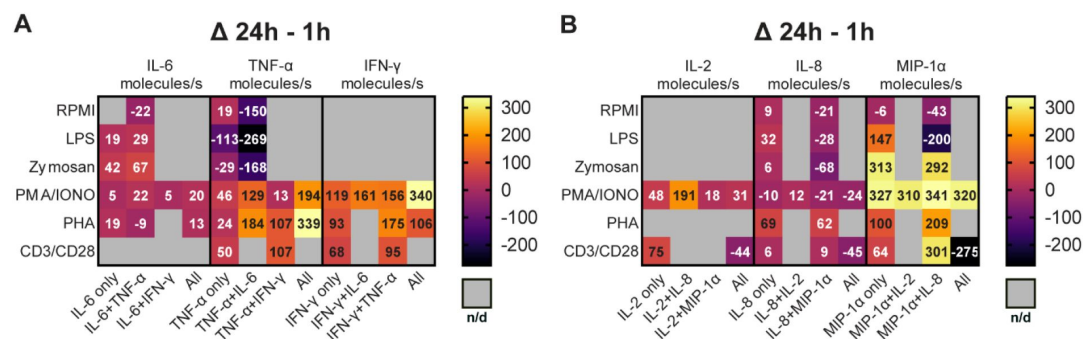 A
Δ 24h - 1h
IL-6 molecules/s
TNF-α molecules/s
IFN-γ molecules/s
RPMI -22 19 -150
LPS 19 29 -113 -269
Zymosan 42 67 -29 -168
PMA/IONO 5 22 5 20 46 129 13 194 119 161 156 340
PHA 19 -9 13 24 184 107 339 93 175 106
CD3/CD28 50 107 68 95
IL-6 only
IL-6+TNF-α
IL-6+IFN-γ
All
TNF-α only
TNF-α+IL-6
TNF-α+IFN-γ
All
IFN-γ only
IFN-γ+IL-6
IFN-γ+TNF-α
All
300
200
100
0
-100
-200
n/d
B
Δ 24h - 1h
IL-2 molecules/s
IL-8 molecules/s
MIP-1α molecules/s
RPMI 9 -21 -6 -43
LPS 32 -28 147 -200
Zymosan 6 -68 313 292
PMA/IONO 48 191 18 31 -10 12 -21 -24 327 310 341 320
PHA 69 62 100 209
CD3/CD28 75 -44 6 9 -45 64 301 -275
IL-2 only
IL-2+IL-8
IL-2+MIP-1α
All
IL-8 only
IL-8+IL-2
IL-8+MIP-1α
All
MIP-1α only
MIP-1α+IL-2
MIP-1α+IL-8
All
300
200
100
0
-100
-200
n/d